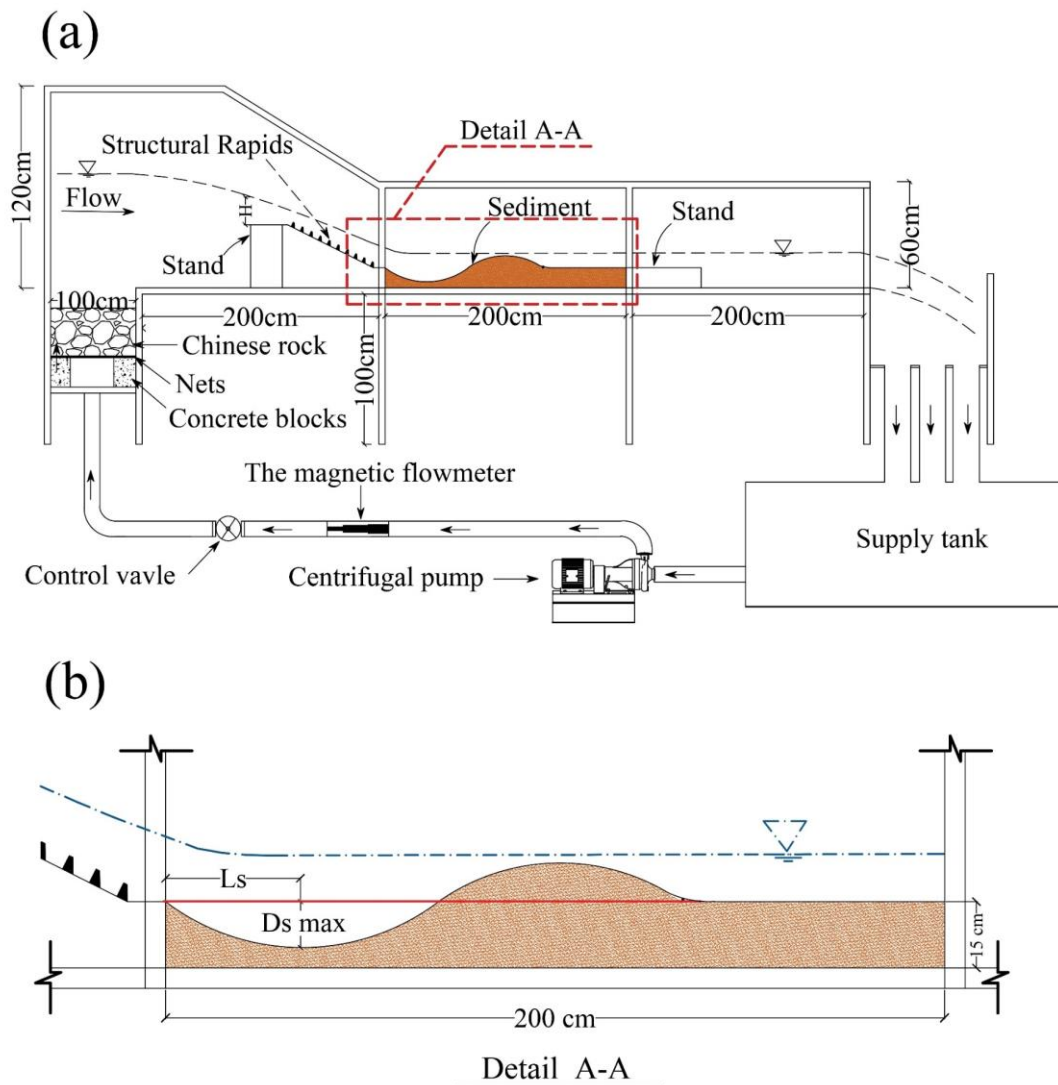 (a)
Detail A-A
Structural Rapids
120cm
Flow
H
Sediment
Stand
Stand
60cm
100cm
200cm
200cm
200cm
Chinese rock
100cm
Nets
Concrete blocks
The magnetic flowmeter
Supply tank
Control vavle
Centrifugal pump
(b)
Ls
Ds max
15 cm
200 cm
Detail A-A